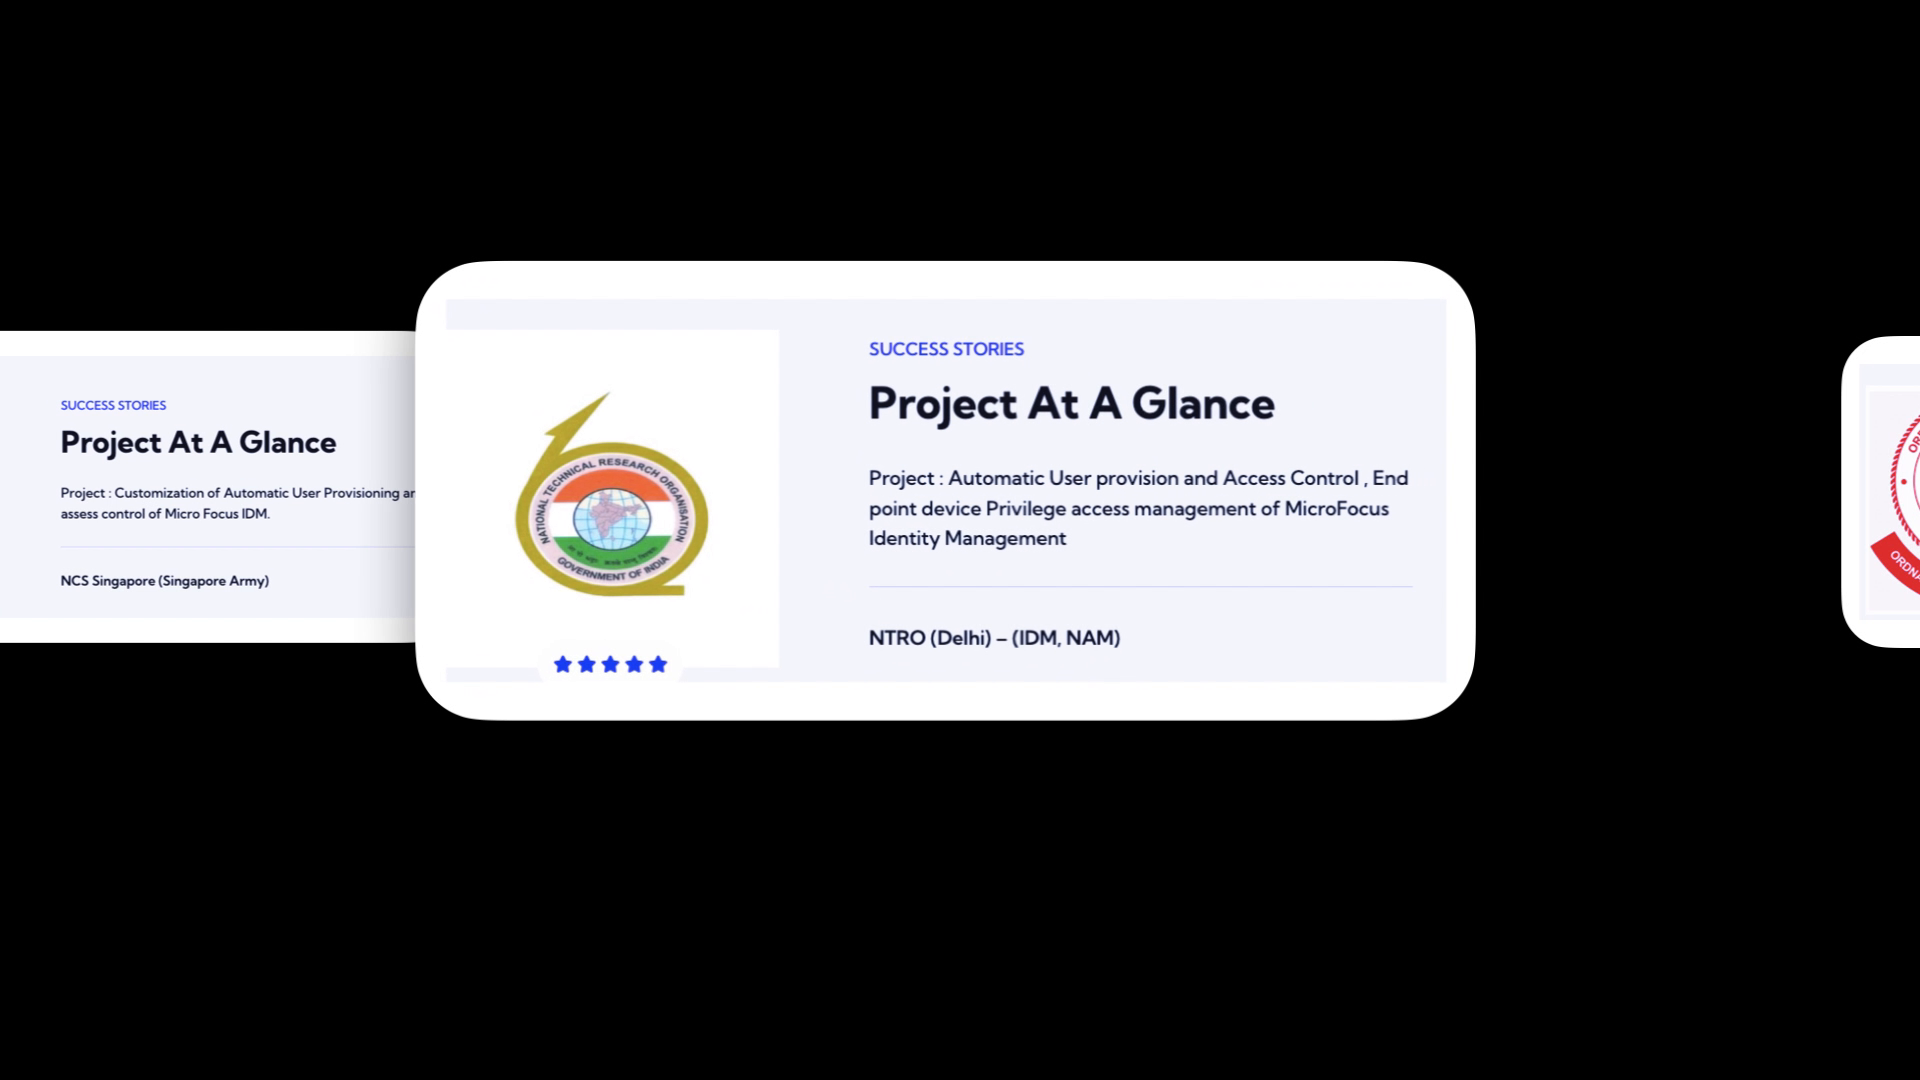 SUCCESS STORIES
Project At A Glance
Project : Customization of Automatic User Provisioning
assess control of Micro Focus IDM.
NCS Singapore (Singapore Army)
NATIONAL TECHNICAL RESEARCH ORGANISATION
GOVERNMENT OF INDIA
SUCCESS STORIES
Project At A Glance
Project : Automatic User provision and Access Control , End
point device Privilege access management of MicroFocus
Identity Management
NTRO (Delhi) – (IDM, NAM)